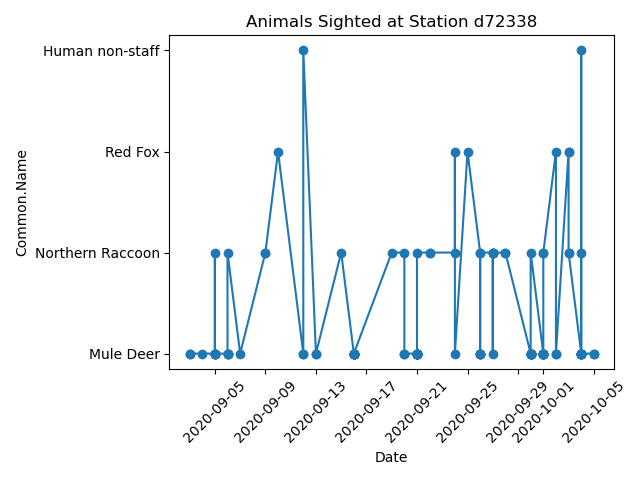 Animals Sighted at Station d72338
Human non-staff
Red Fox
Northern Raccoon
Mule Deer
Common.Name
2020-09-05
2020-09-09
2020-09-13
2020-09-17
2020-09-21
2020-09-25
2020-09-29
2020-10-01
2020-10-05
Date